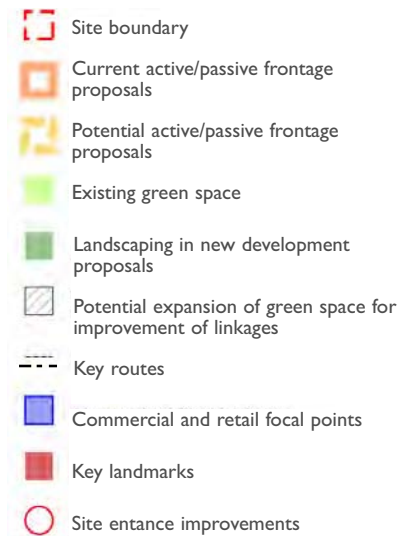 Site boundary
Current active/passive frontage
proposals
Potential active/passive frontage
proposals
Existing green space
Landscaping in new development
proposals
Potential expansion of green space for
improvement of linkages
Key routes
Commercial and retail focal points
Key landmarks
Site entance improvements